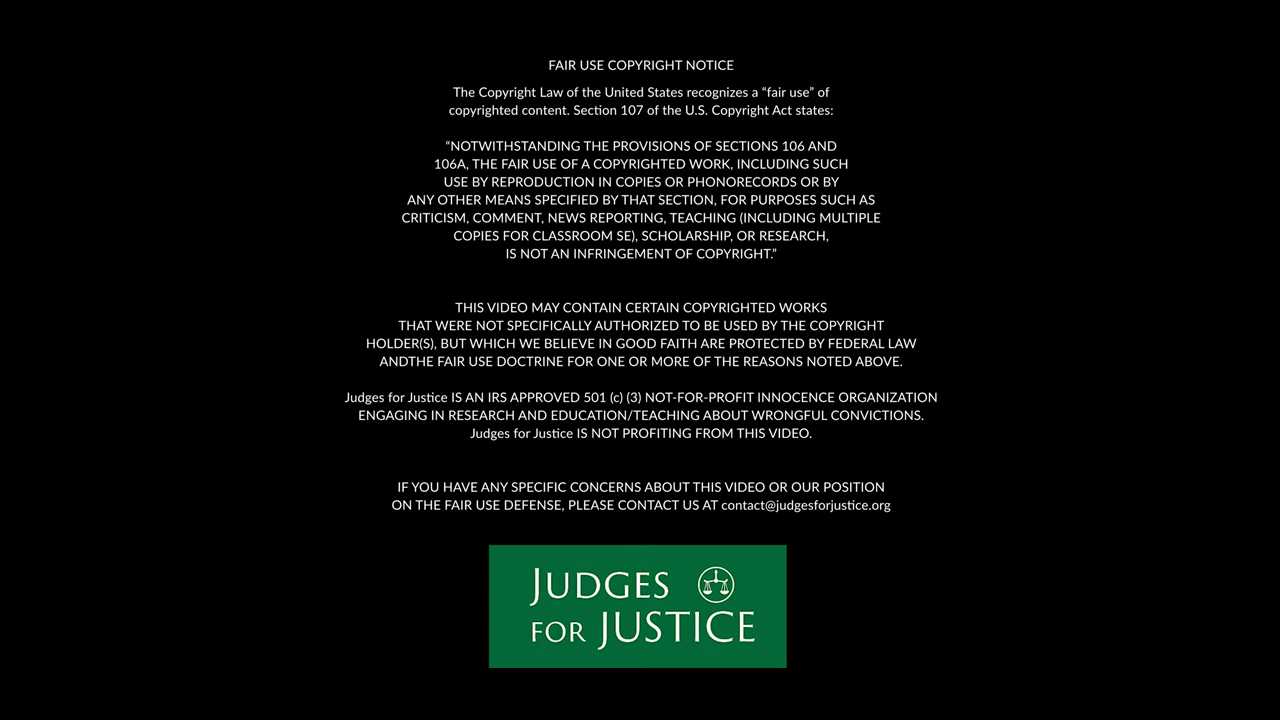 FAIR USE COPYRIGHT NOTICE
The Copyright Law of the United States recognizes a “fair use” of
copyrighted content. Section 107 of the U.S. Copyright Act states:
“NOTWITHSTANDING THE PROVISIONS OF SECTIONS 106 AND
106A, THE FAIR USE OF A COPYRIGHTED WORK, INCLUDING SUCH
USE BY REPRODUCTION IN COPIES OR PHONORECORDS OR BY
ANY OTHER MEANS SPECIFIED BY THAT SECTION, FOR PURPOSES SUCH AS
CRITICISM, COMMENT, NEWS REPORTING, TEACHING (INCLUDING MULTIPLE
COPIES FOR CLASSROOM SE), SCHOLARSHIP, OR RESEARCH,
IS NOT AN INFRINGEMENT OF COPYRIGHT.”
THIS VIDEO MAY CONTAIN CERTAIN COPYRIGHTED WORKS
THAT WERE NOT SPECIFICALLY AUTHORIZED TO BE USED BY THE COPYRIGHT
HOLDER(S), BUT WHICH WE BELIEVE IN GOOD FAITH ARE PROTECTED BY FEDERAL LAW
ANDTHE FAIR USE DOCTRINE FOR ONE OR MORE OF THE REASONS NOTED ABOVE.
Judges for Justice IS AN IRS APPROVED 501 (c) (3) NOT-FOR-PROFIT INNOCENCE ORGANIZATION
ENGAGING IN RESEARCH AND EDUCATION/TEACHING ABOUT WRONGFUL CONVICTIONS.
Judges for Justice IS NOT PROFITING FROM THIS VIDEO.
IF YOU HAVE ANY SPECIFIC CONCERNS ABOUT THIS VIDEO OR OUR POSITION
ON THE FAIR USE DEFENSE, PLEASE CONTACT US AT contact@judgesforjustice.org
JUDGES
FOR JUSTICE